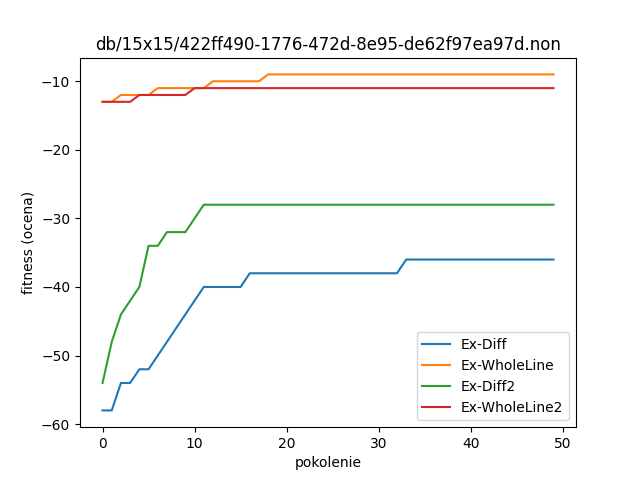 db/15x15/422ff490-1776-472d-8e95-de62f97ea97d.non
−10
−20
−30
−40
−50
−60
fitness (ocena)
0
10
20
30
40
50
pokolenie
Ex-Diff
Ex-WholeLine
Ex-Diff2
Ex-WholeLine2